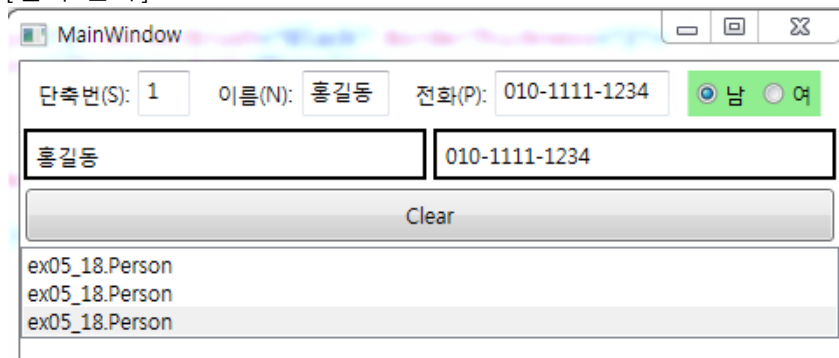 MainWindow
단축번(S): 1 이름(N): 홍길동 전화(P): 010-1111-1234 남 여
홍길동 010-1111-1234
Clear
ex05_18.Person
ex05_18.Person
ex05_18.Person